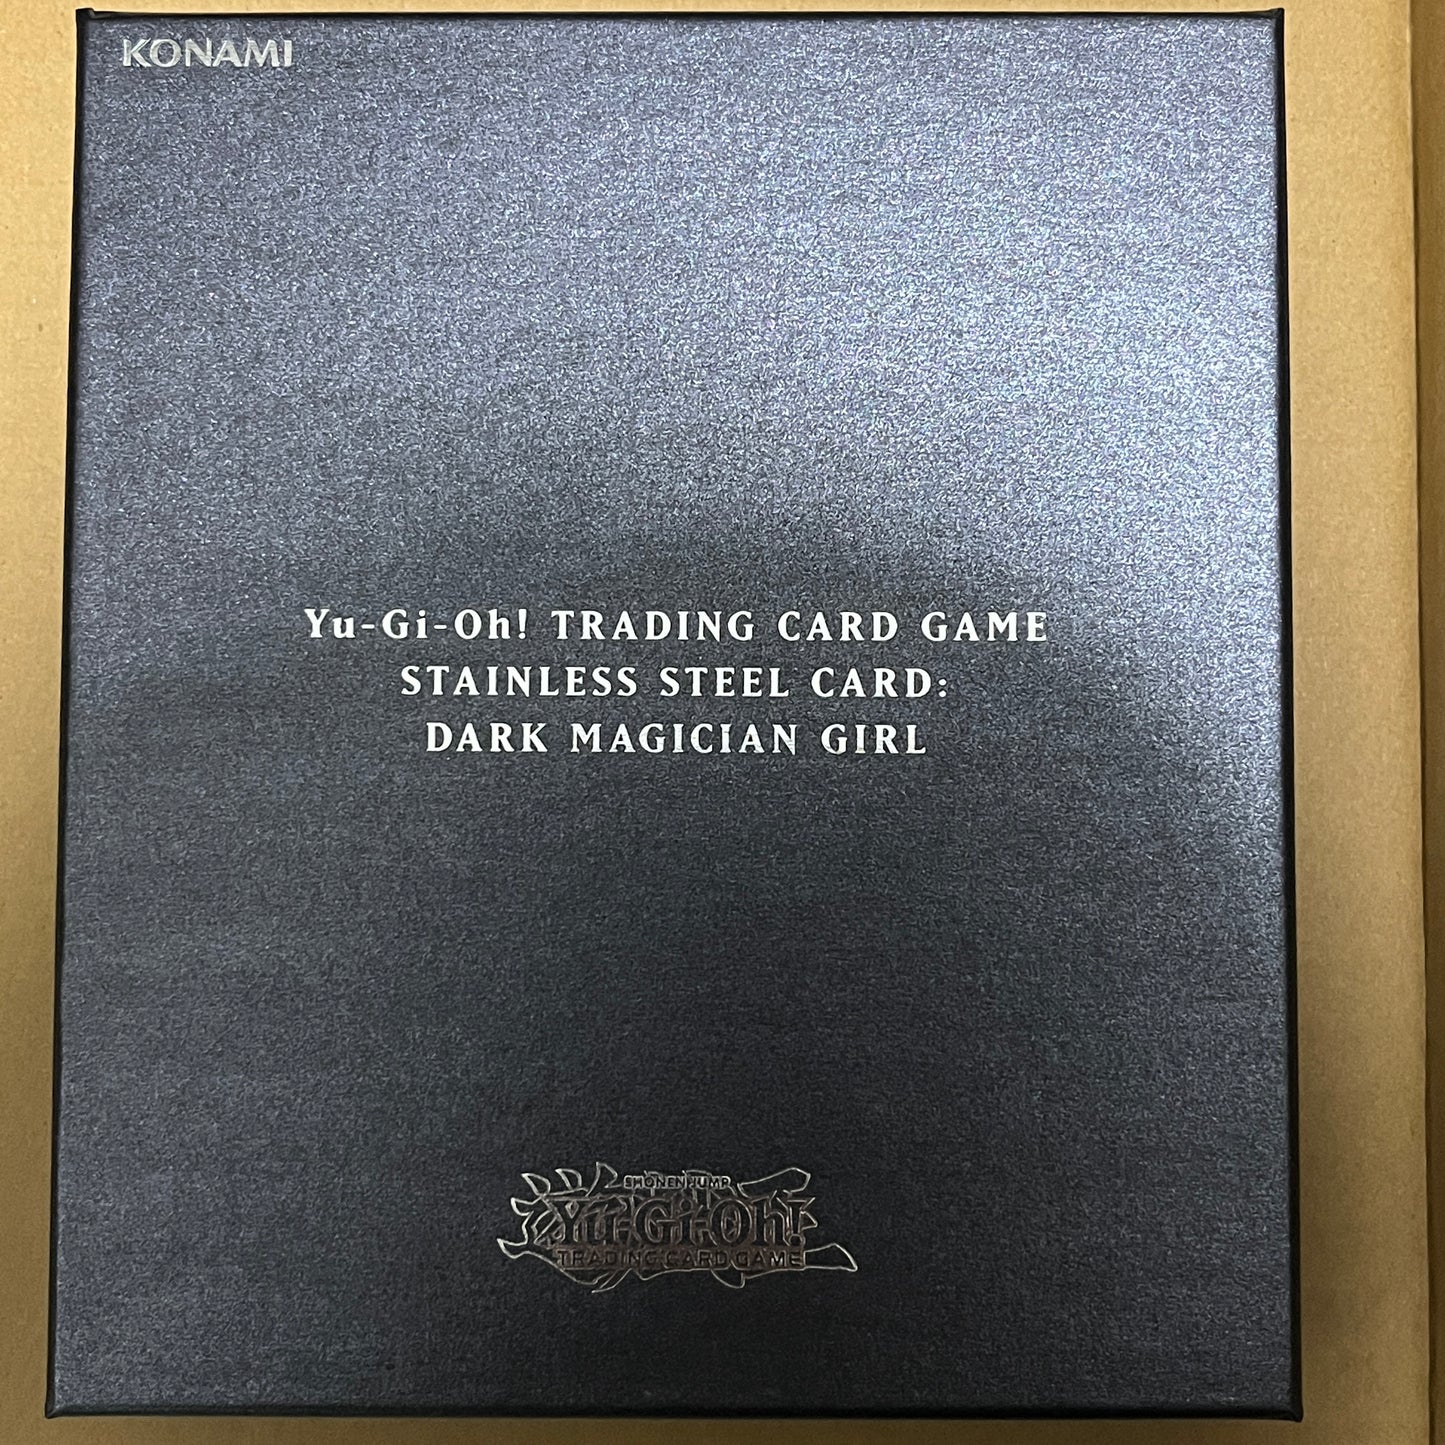 KONAMI
Yu-Gi-Oh! TRADING CARD GAME
STAINLESS STEEL CARD:
DARK MAGICIAN GIRL
SHONEN JUMP
Yu-Gi-Oh!
TRADING CARD GAME